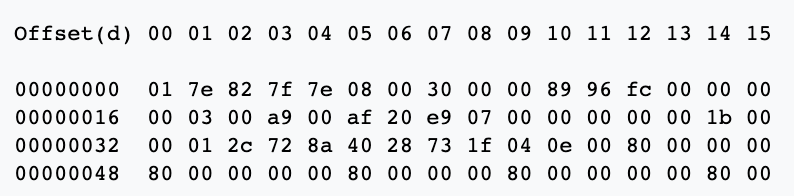 Offset(d) 00 01 02 03 04 05 06 07 08 09 10 11 12 13 14 15
00000000 01 7e 82 7f 7e 08 00 30 00 00 89 96 fc 00 00 00
00000016 00 03 00 a9 00 af 20 e9 07 00 00 00 00 00 1b 00
00000032 00 01 2c 72 8a 40 28 73 1f 04 0e 00 80 00 00 00
00000048 80 00 00 00 80 00 00 00 80 00 00 00 80 00